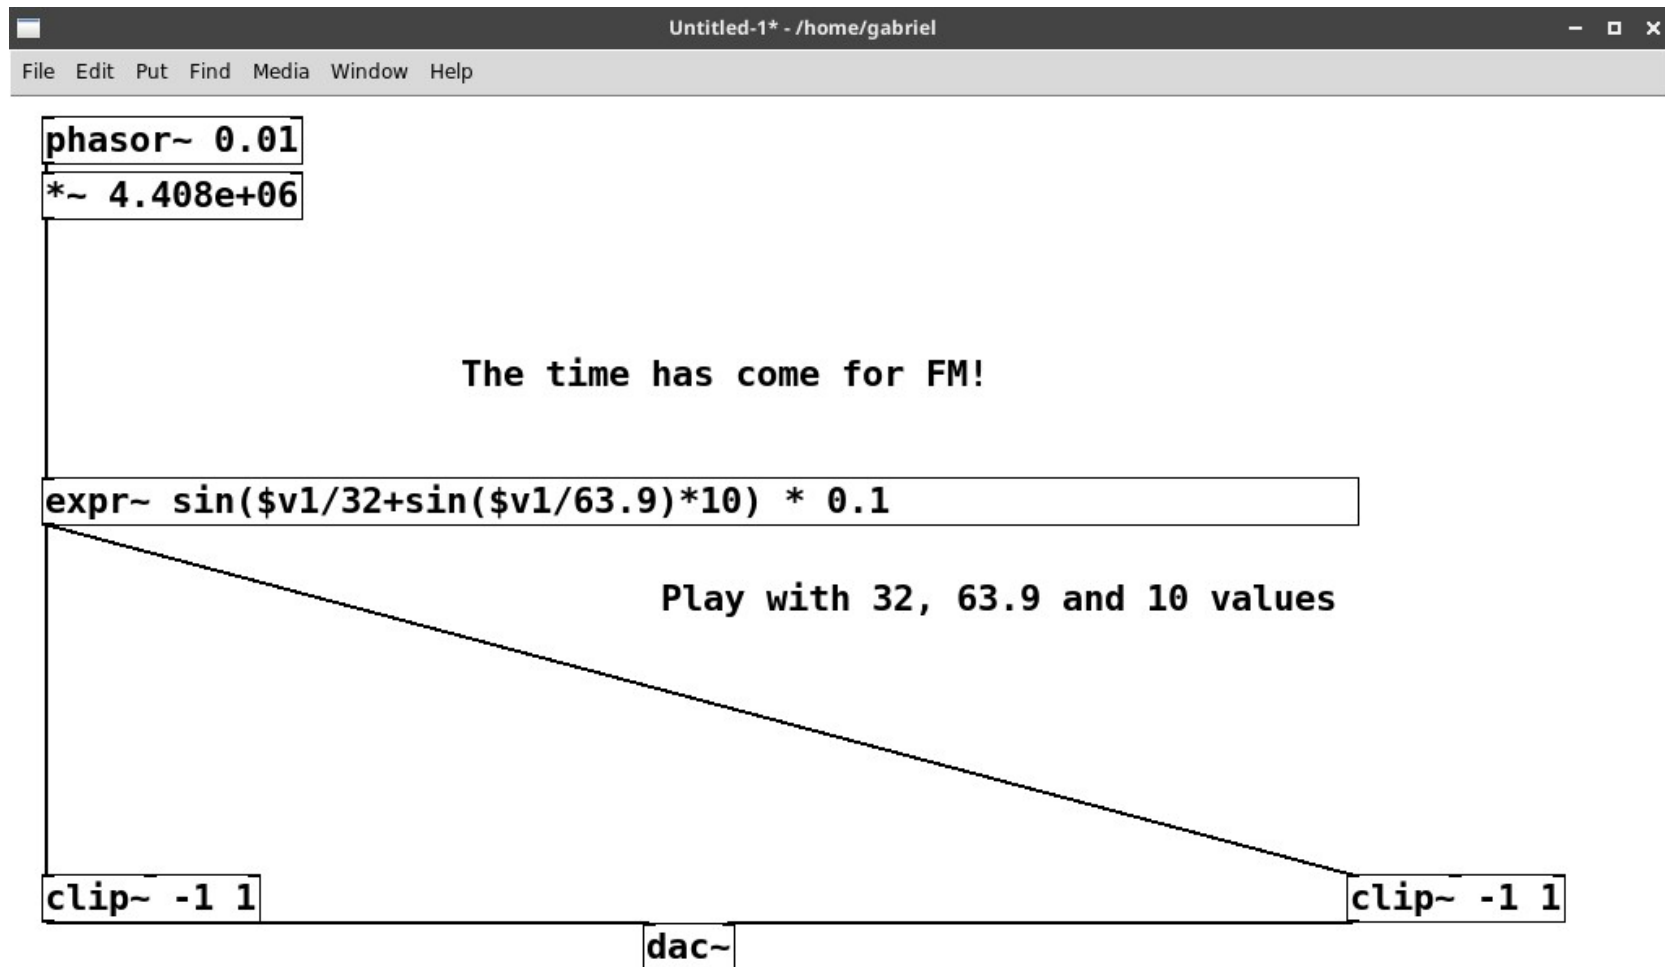 Untitled-1* - /home/gabriel
File Edit Put Find Media Window Help
phasor~ 0.01
*~ 4.408e+06
The time has come for FM!
expr~ sin($v1/32+sin($v1/63.9)*10) * 0.1
Play with 32, 63.9 and 10 values
clip~ -1 1
clip~ -1 1
dac~